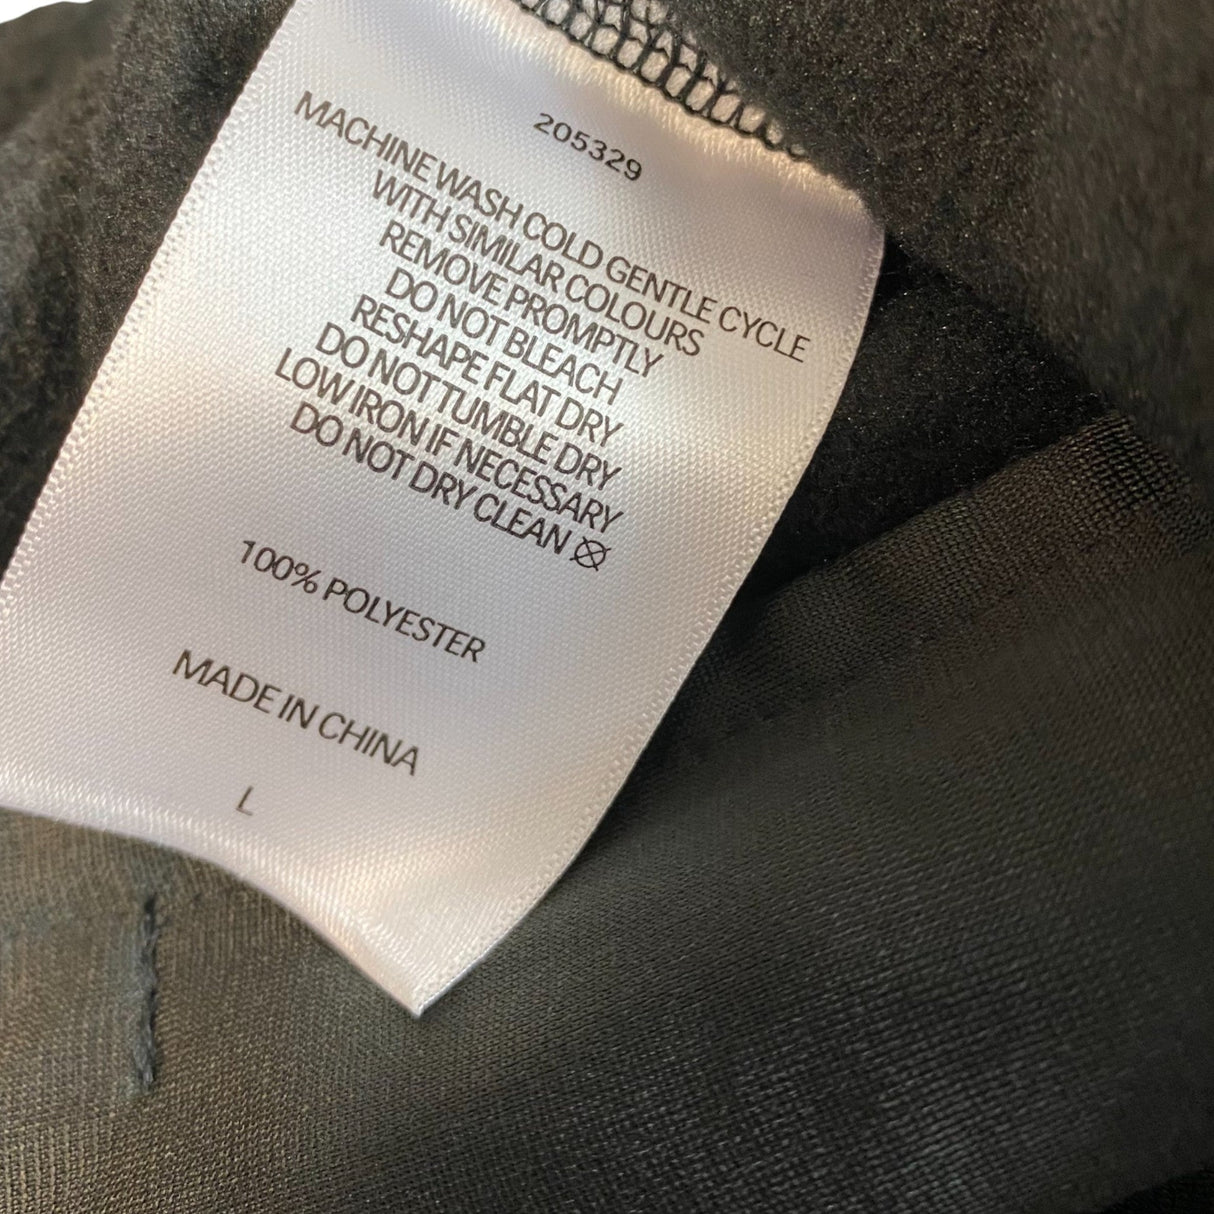 205329
MACHINE WASH COLD GENTLE CYCLE
WITH SIMILAR COLOURS
REMOVE PROMPTLY
DO NOT BLEACH
RESHAPE FLAT DRY
DO NOT TUMBLE DRY
LOW IRON IF NECESSARY
DO NOT DRY CLEAN
100% POLYESTER
MADE IN CHINA
L